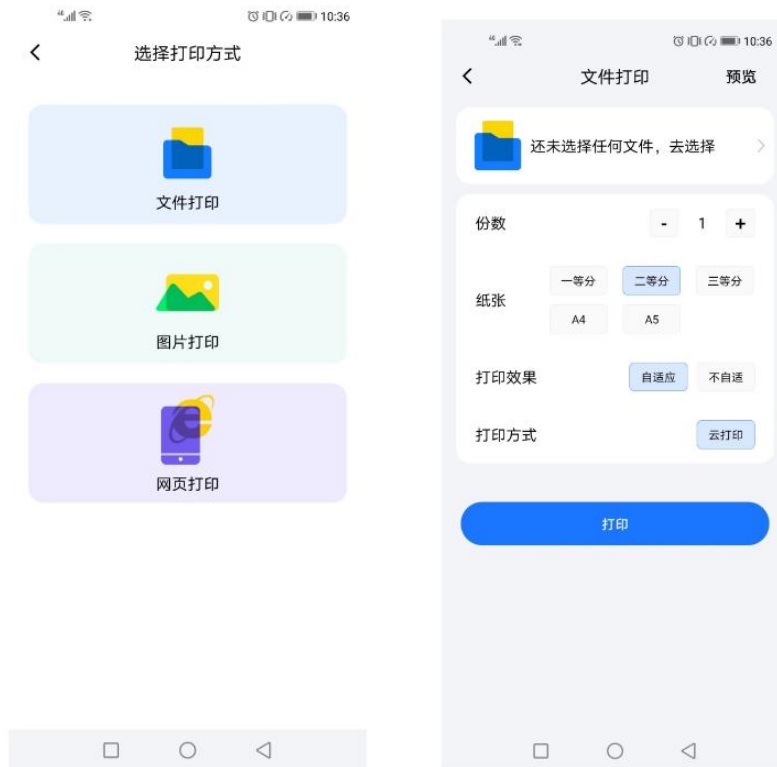 10:36
选择打印方式
文件打印
图片打印
网页打印
10:36
文件打印 预览
还未选择任何文件，去选择
份数 - 1 +
纸张
一等分 二等分 三等分
A4 A5
打印效果 自适应 不自适
打印方式 云打印
打印